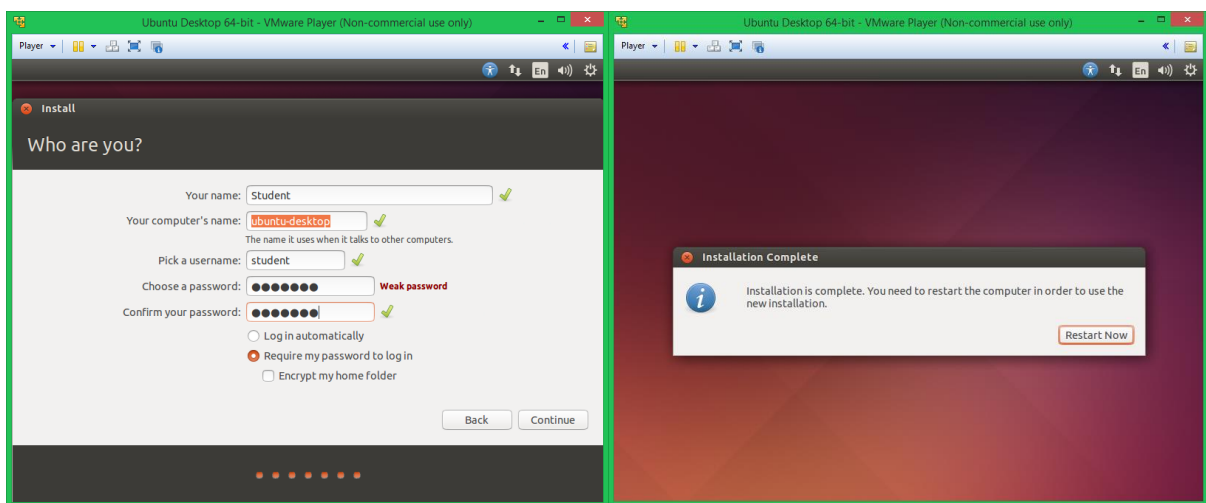 Ubuntu Desktop 64-bit - VMware Player (Non-commercial use only)
Player
En
Install
Who are you?
Your name: Student
Your computer's name: ubuntu-desktop
The name it uses when it talks to other computers.
Pick a username: student
Choose a password: ●●●●●●● Weak password
Confirm your password: ●●●●●●●
Log in automatically
Require my password to log in
Encrypt my home folder
Back Continue
Ubuntu Desktop 64-bit - VMware Player (Non-commercial use only)
Player
En
Installation Complete
Installation is complete. You need to restart the computer in order to use the
new installation.
Restart Now